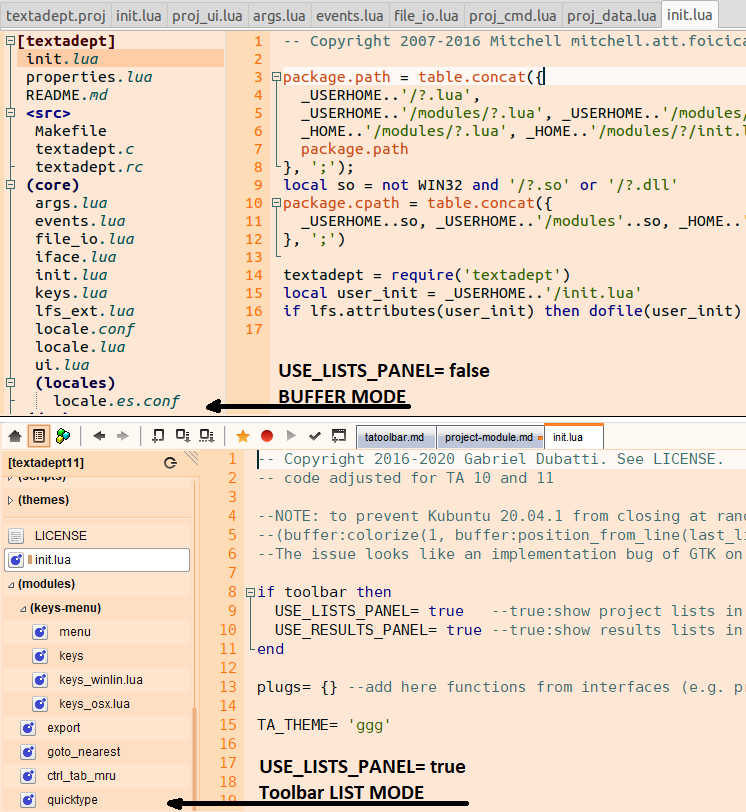 textadept.proj init.lua proj_ui.lua args.lua events.lua file_io.lua proj_cmd.lua proj_data.lua init.lua
[textadept]
init.lua
properties.lua
README.md
<src>
Makefile
textadept.c
textadept.rc
(core)
args.lua
events.lua
file_io.lua
iface.lua
init.lua
keys.lua
lfs_ext.lua
locale.conf
locale.lua
ui.lua
(locales)
locale.es.conf
1 -- Copyright 2007-2016 Mitchell mitchell.att.foicica
2
3 package.path = table.concat({
4 _USERHOME..'/?.lua',
5 _USERHOME..'/modules/?.lua', _USERHOME..'/modules/
6 _HOME..'/modules/?.lua', _HOME..'/modules/?/init.l
7 package.path
8 }, ';');
9 local so = not WIN32 and '/?.so' or '/?.dll'
10 package.cpath = table.concat({
11 _USERHOME..so, _USERHOME..'/modules'..so, _HOME..'
12 }, ';')
13
14 textadept = require('textadept')
15 local user_init = _USERHOME..'/init.lua'
16 if lfs.attributes(user_init) then dofile(user_init)
17
USE_LISTS_PANEL= false
BUFFER MODE
tatoolbar.md project-module.md init.lua
[textadept11]
(scripts)
(themes)
LICENSE
init.lua
(modules)
(keys-menu)
menu
keys
keys_winlin.lua
keys_osx.lua
export
goto_nearest
ctrl_tab_mru
quicktype
1 -- Copyright 2016-2020 Gabriel Dubatti. See LICENSE.
2 -- code adjusted for TA 10 and 11
3
4 --NOTE: to prevent Kubuntu 20.04.1 from closing at rand
5 --(buffer:colorize(1, buffer:position_from_line(last_li
6 --The issue looks like an implementation bug of GTK on
7
8 if toolbar then
9 USE_LISTS_PANEL= true --true:show project lists in
10 USE_RESULTS_PANEL= true --true:show results lists in
11 end
12
13 plugs= {} --add here functions from interfaces (e.g. pr
14
15 TA_THEME= 'ggg'
16
17
18
19
USE_LISTS_PANEL= true
Toolbar LIST MODE